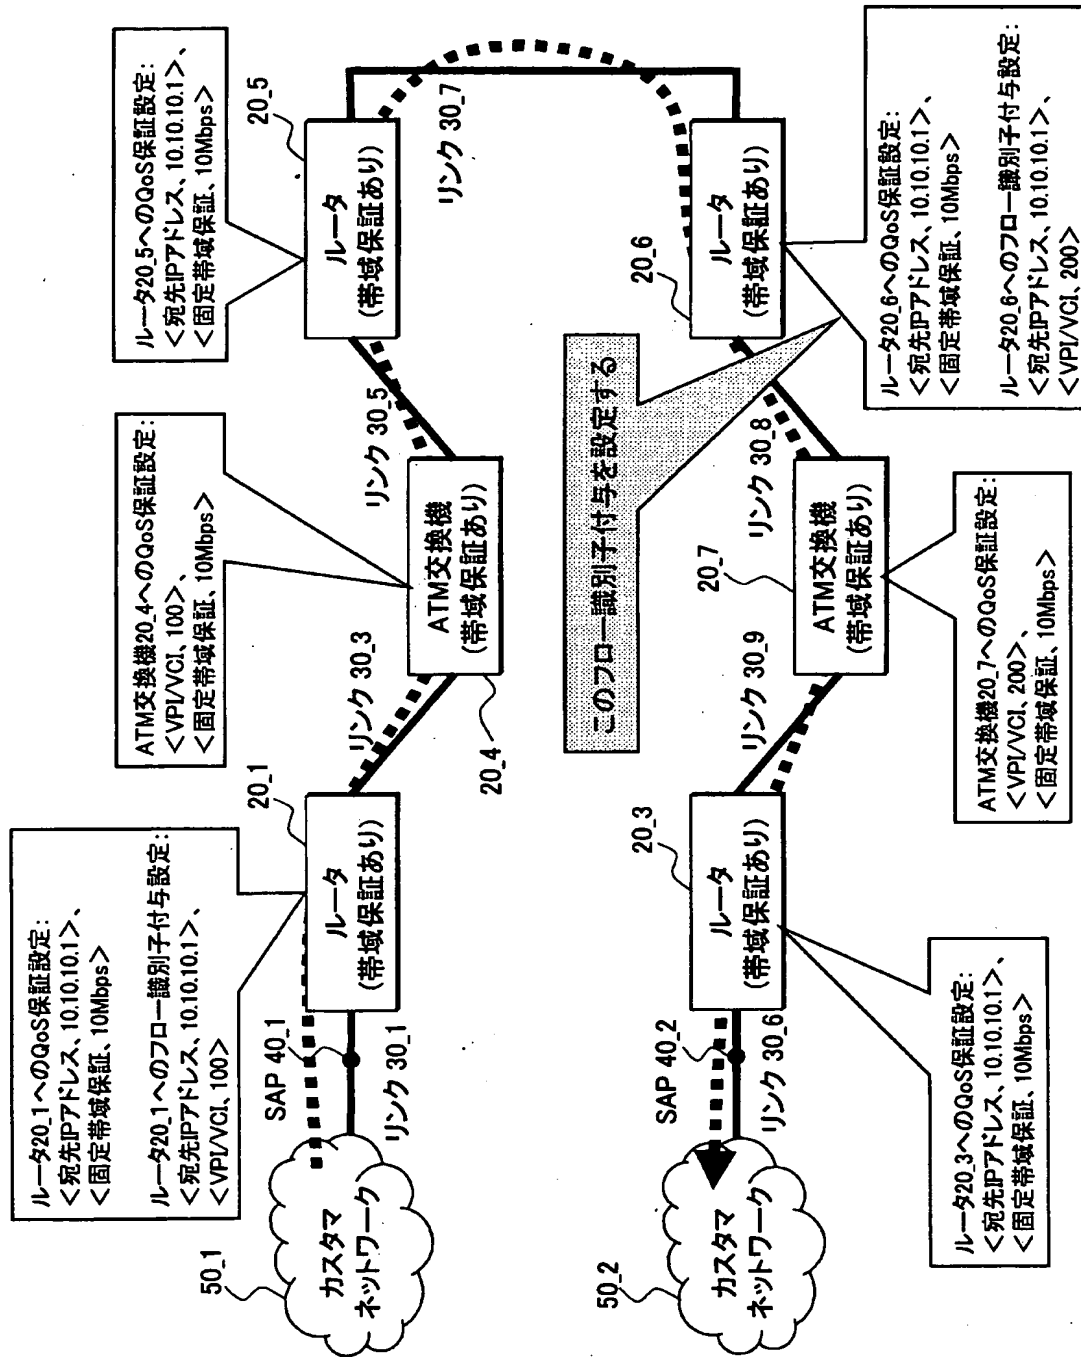 ルータ20_1へのQoS保証設定:
<宛先IPアドレス、10.10.10.1>、
<固定帯域保証、10Mbps>
ルータ20_1へのフロー識別子付与設定:
<宛先IPアドレス、10.10.10.1>、
<VPI/VCI、100>
ATM交換機20_4へのQoS保証設定:
<VPI/VCI、100>、
<固定帯域保証、10Mbps>
ルータ20_5へのQoS保証設定:
<宛先IPアドレス、10.10.10.1>、
<固定帯域保証、10Mbps>
50_1
カスタマ
ネットワーク
SAP 40_1
リンク 30_1
20_1
ルータ
(帯域保証あり)
リンク 30_3
20_4
ATM交換機
(帯域保証あり)
リンク 30_5
20_5
ルータ
(帯域保証あり)
リンク 30_7
このフロー識別子付与を設定する
50_2
カスタマ
ネットワーク
SAP 40_2
リンク 30_6
20_3
ルータ
(帯域保証あり)
リンク 30_9
20_7
ATM交換機
(帯域保証あり)
リンク 30_8
20_6
ルータ
(帯域保証あり)
ルータ20_3へのQoS保証設定:
<宛先IPアドレス、10.10.10.1>、
<固定帯域保証、10Mbps>
ATM交換機20_7へのQoS保証設定:
<VPI/VCI、200>、
<固定帯域保証、10Mbps>
ルータ20_6へのQoS保証設定:
<宛先IPアドレス、10.10.10.1>、
<固定帯域保証、10Mbps>
ルータ20_6へのフロー識別子付与設定:
<宛先IPアドレス、10.10.10.1>、
<VPI/VCI、200>